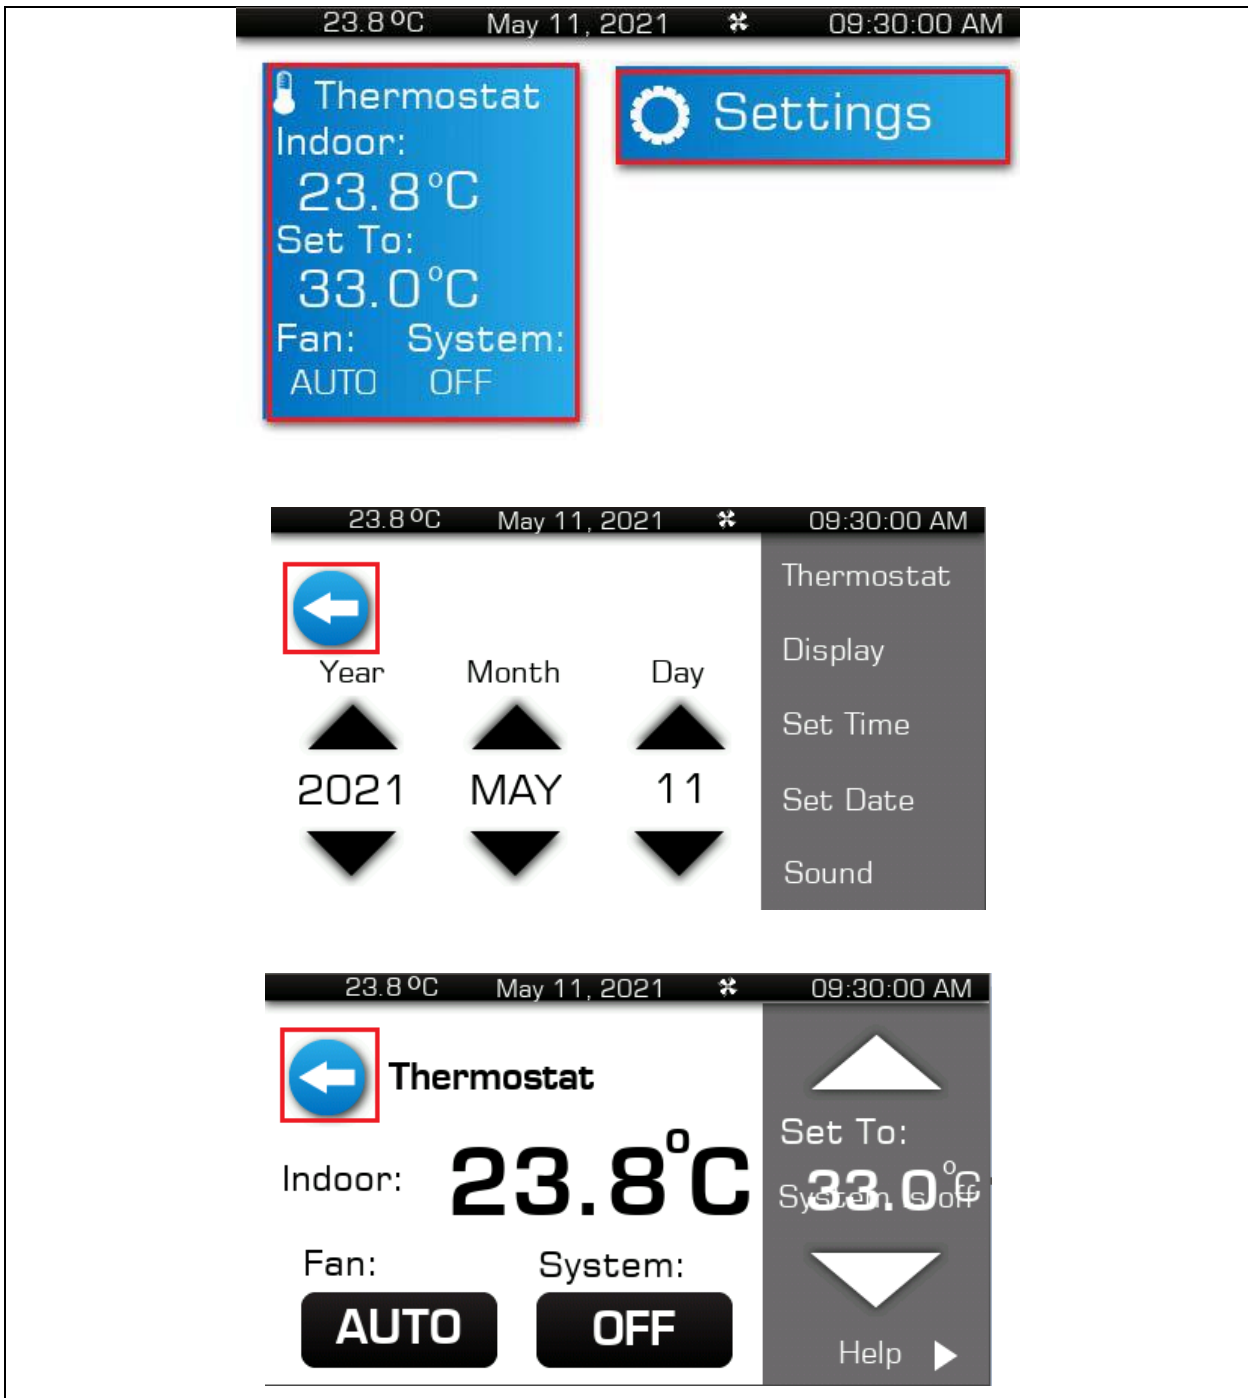 23.8 ºC May 11, 2021 09:30:00 AM
Thermostat
Indoor:
23.8°C
Set To:
33.0°C
Fan: System:
AUTO OFF
Settings
23.8 ºC May 11, 2021 09:30:00 AM
Year Month Day
2021 MAY 11
Thermostat
Display
Set Time
Set Date
Sound
23.8 ºC May 11, 2021 09:30:00 AM
Thermostat
Indoor: 23.8°C
Fan: System:
AUTO OFF
Set To:
33.0°C
System is off
Help